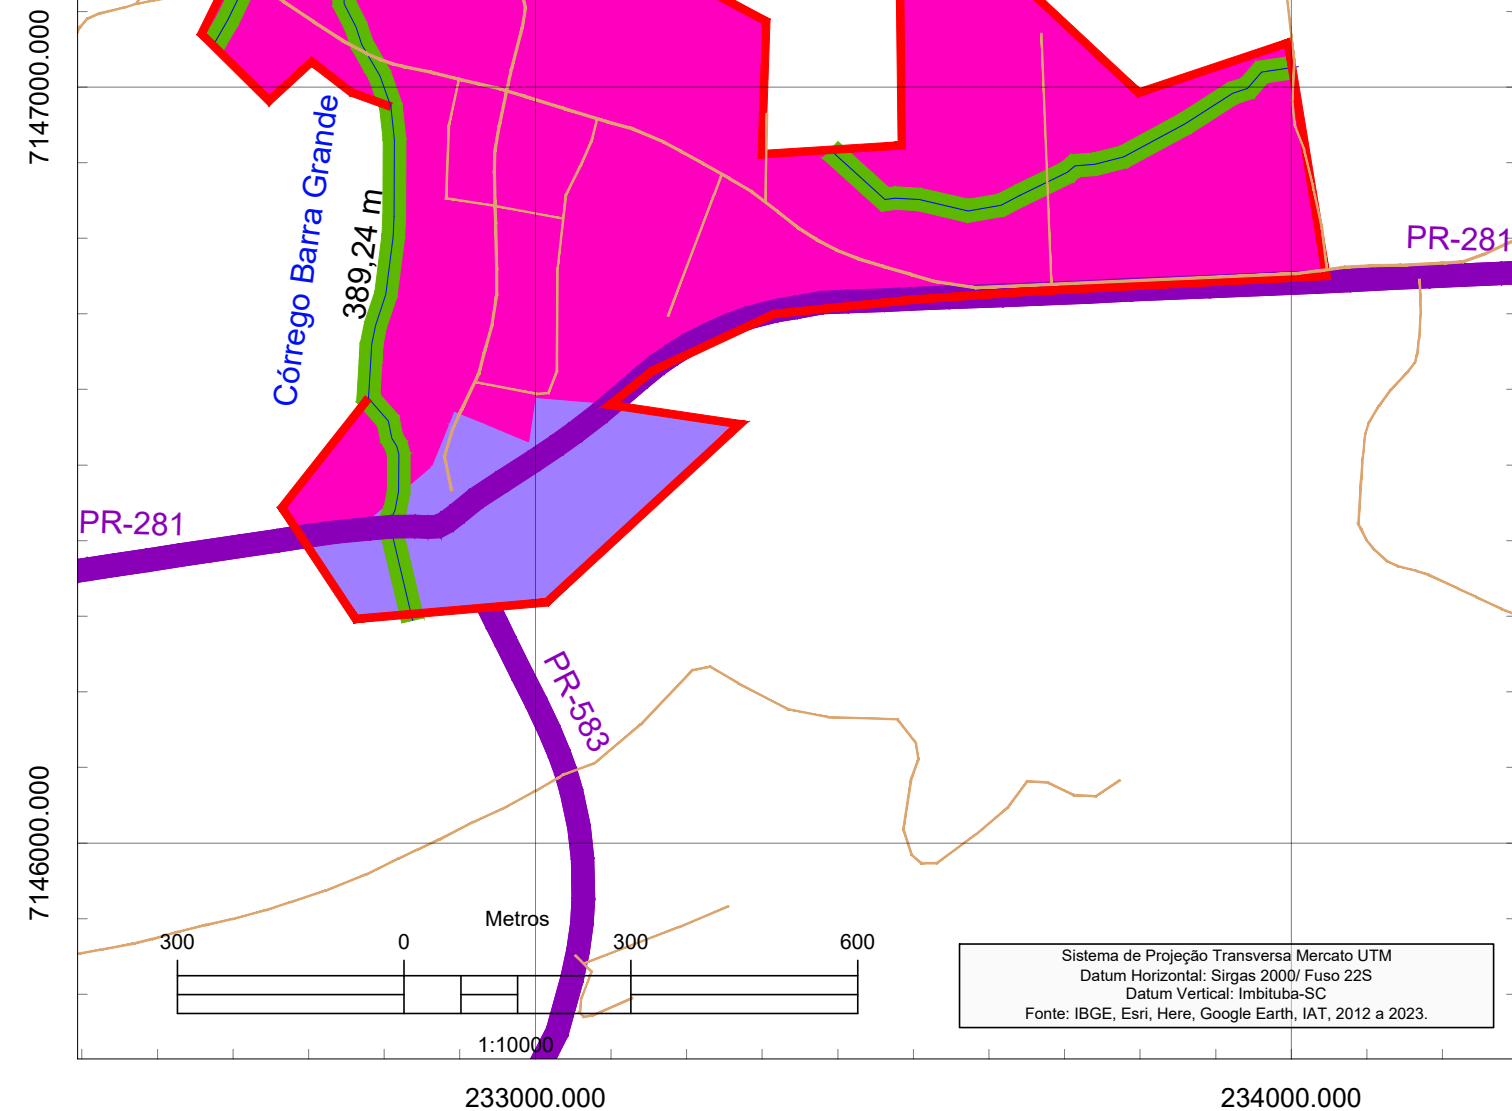 7147000.000
Córrego Barra Grande
389,24 m
PR-281
PR-281
PR-583
7146000.000
Metros
300 0 300 600
1:10000
Sistema de Projeção Transversa Mercato UTM
Datum Horizontal: Sirgas 2000/ Fuso 22S
Datum Vertical: Imbituba-SC
Fonte: IBGE, Esri, Here, Google Earth, IAT, 2012 a 2023.
233000.000 234000.000